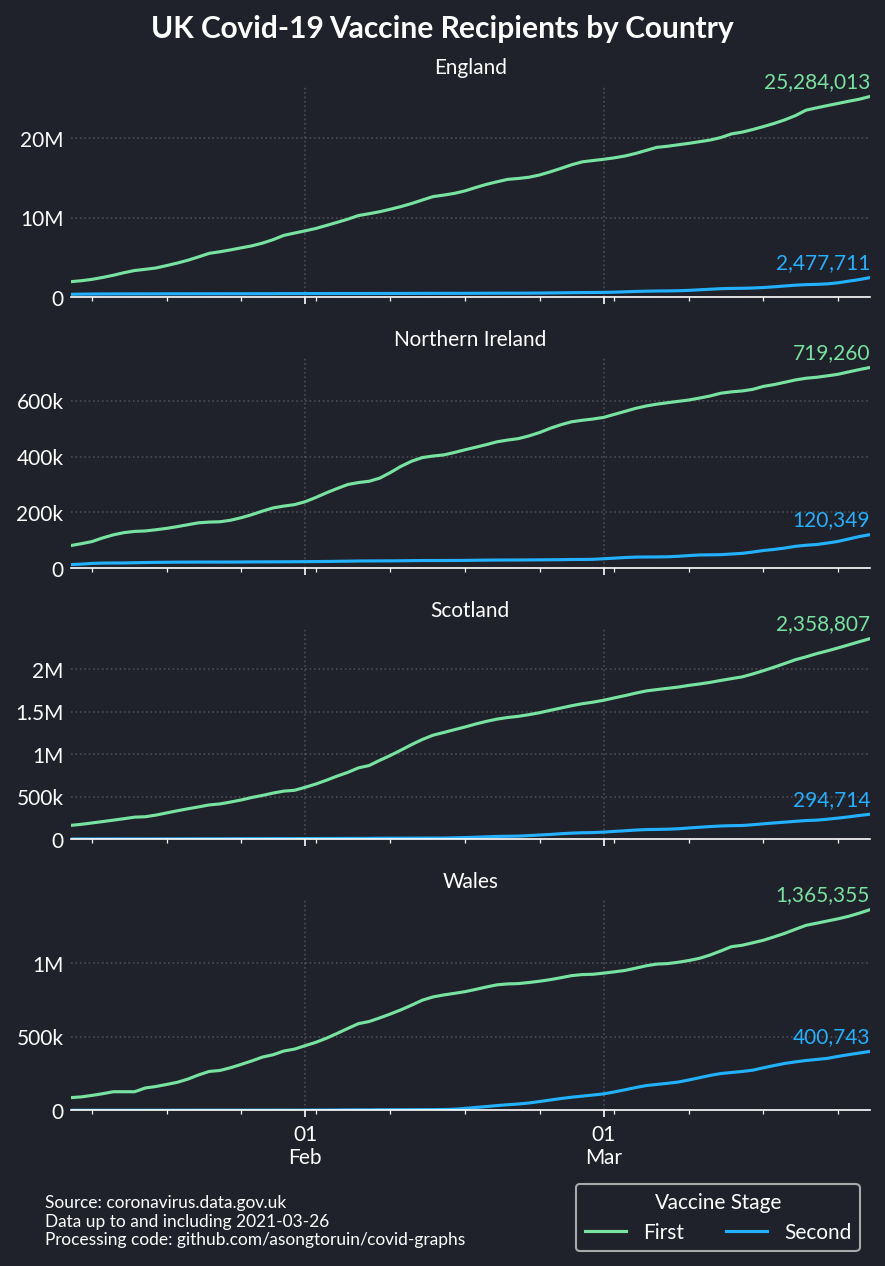 UK Covid-19 Vaccine Recipients by Country
England
25,284,013
20M
10M
2,477,711
0
Northern Ireland
719,260
600k
400k
200k
120,349
0
Scotland
2,358,807
2M
1.5M
1M
500k
294,714
0
Wales
1,365,355
1M
500k
400,743
0
01 01
Feb Mar
Source: coronavirus.data.gov.uk
Data up to and including 2021-03-26
Processing code: github.com/asongtoruin/covid-graphs
Vaccine Stage
First Second